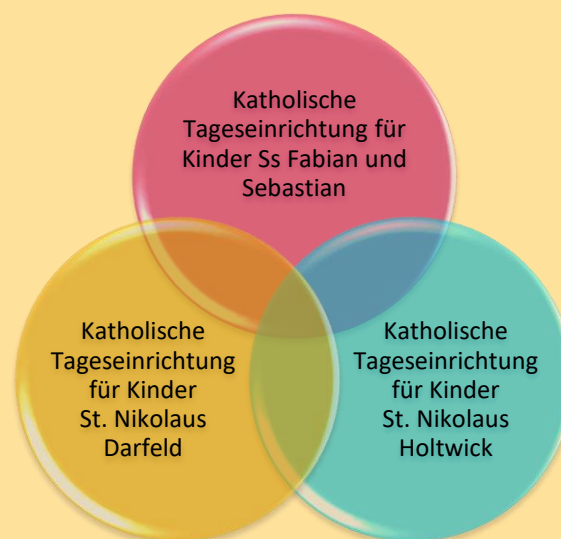 Katholische
Tageseinrichtung für
Kinder Ss Fabian und
Sebastian
Katholische
Tageseinrichtung
für Kinder
St. Nikolaus
Darfeld
Katholische
Tageseinrichtung
für Kinder
St. Nikolaus
Holtwick